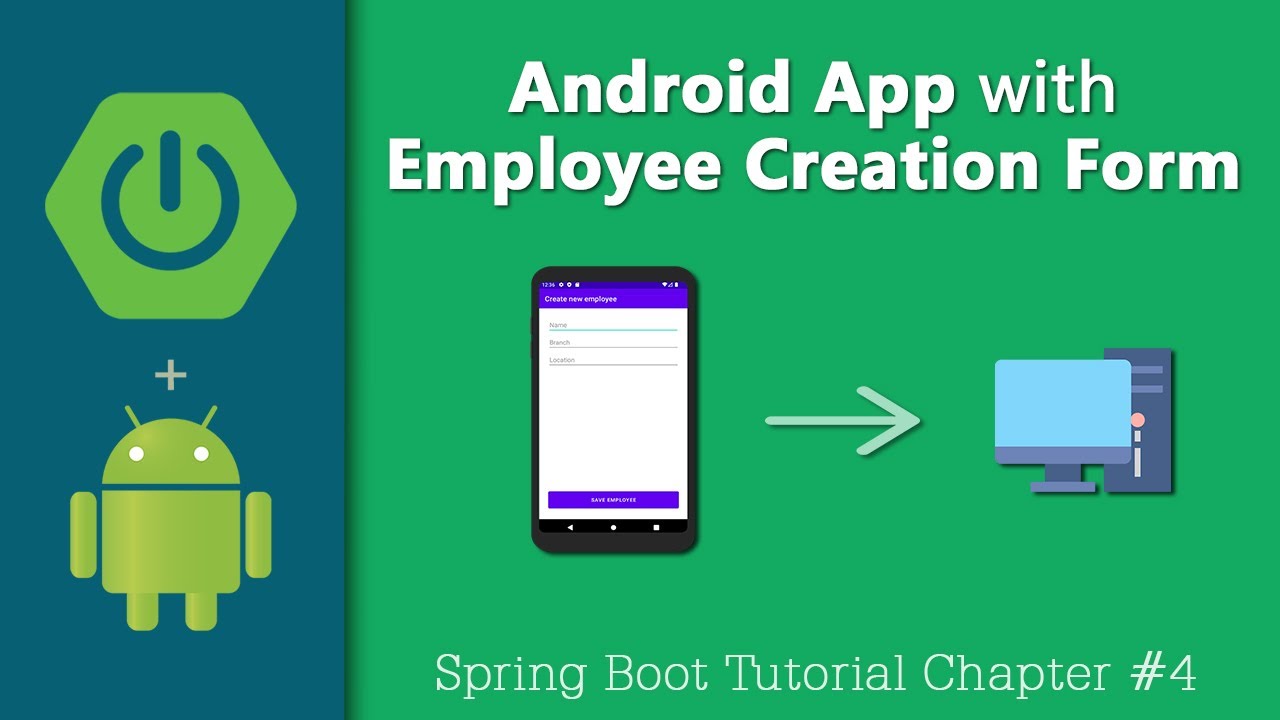 Android App with
Employee Creation Form
+
12:36
Create new employee
Name
Branch
Location
SAVE EMPLOYEE
Spring Boot Tutorial Chapter #4